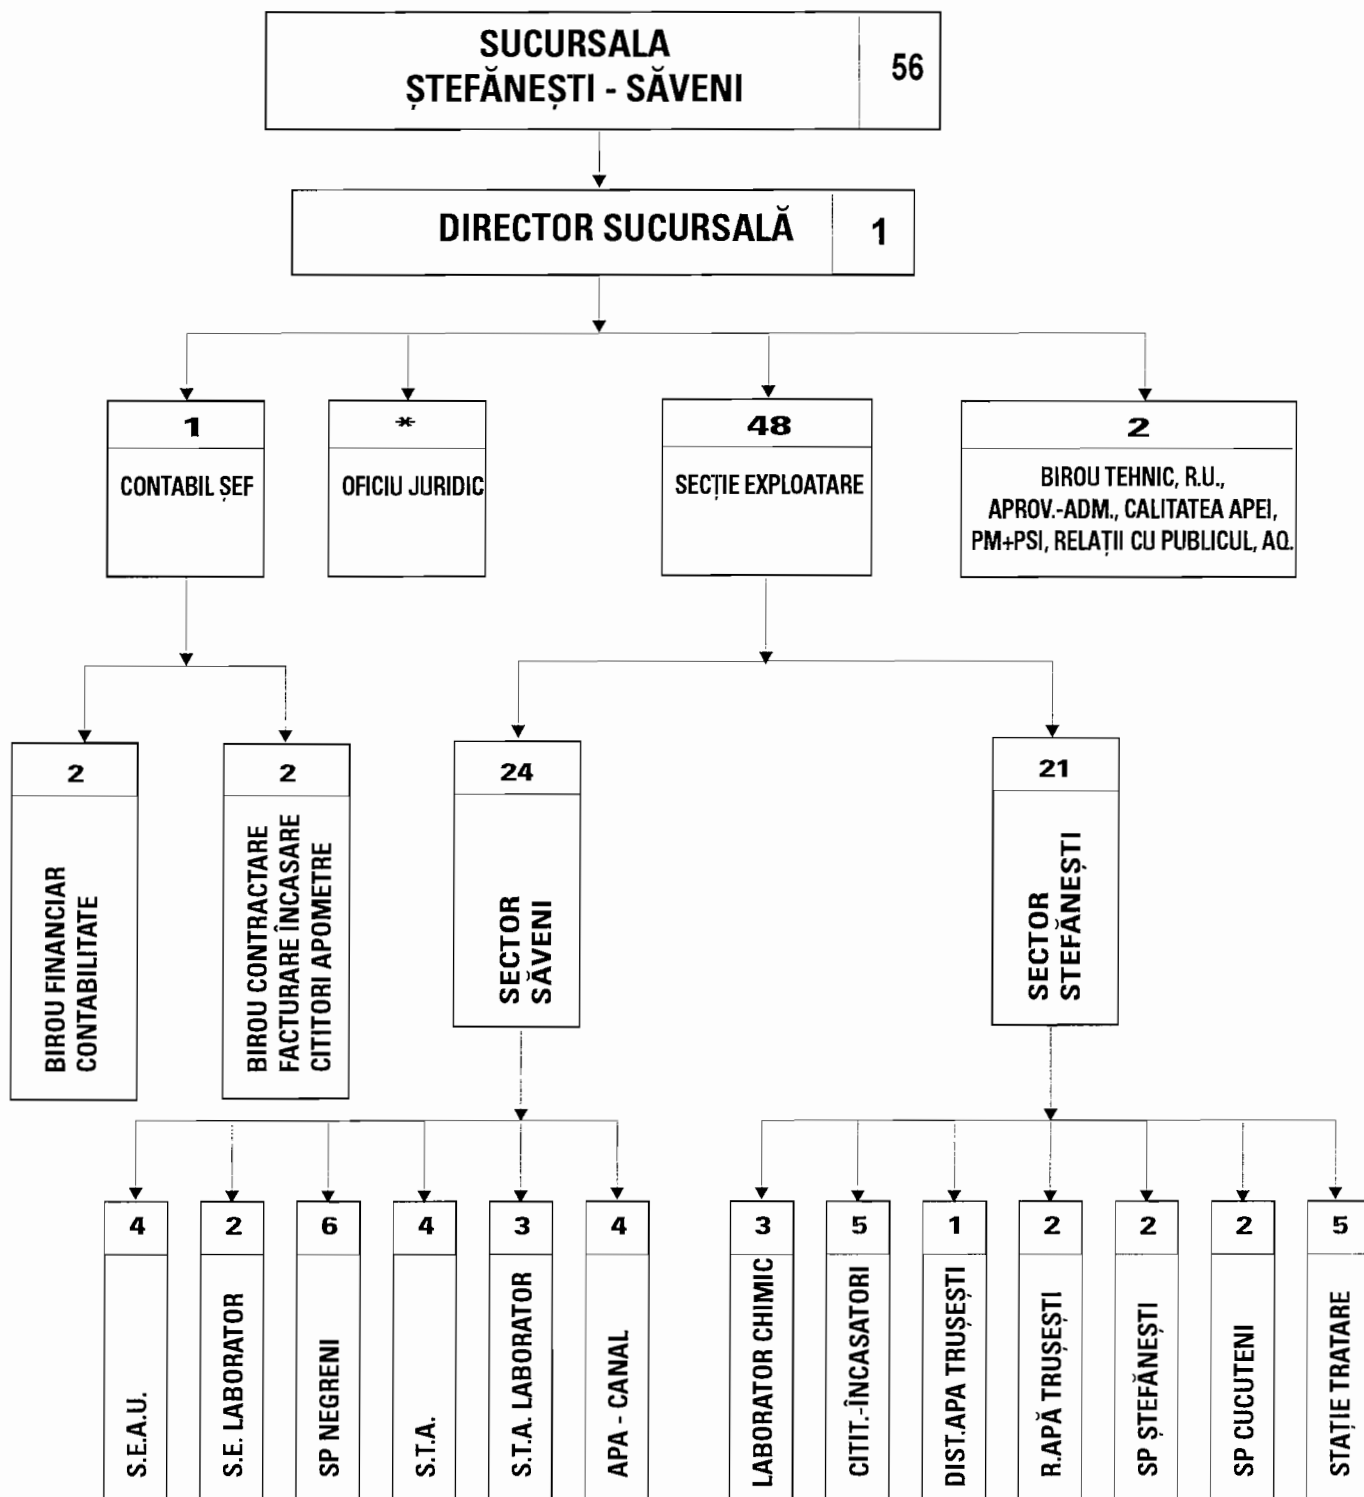 SUCURSALA
ȘTEFĂNEȘTI - SĂVENI
56
DIRECTOR SUCURSALĂ
1
1
CONTABIL ȘEF
*
OFICIU JURIDIC
48
SECȚIE EXPLOATARE
2
BIROU TEHNIC, R.U.,
APROV.-ADM., CALITATEA APEI,
PM+PSI, RELAȚII CU PUBLICUL, AQ.
2
BIROU FINANCIAR
CONTABILITATE
2
BIROU CONTRACTARE
FACTURARE ÎNCASARE
CITITORI APOMETRE
24
SECTOR
SĂVENI
21
SECTOR
STEFĂNEȘTI
4
S.E.A.U.
2
S.E. LABORATOR
6
SP NEGRENI
4
S.T.A.
3
S.T.A. LABORATOR
4
APA - CANAL
3
LABORATOR CHIMIC
5
CITIT.-ÎNCASATORI
1
DIST.APA TRUȘEȘTI
2
R.APĂ TRUȘEȘTI
2
SP ȘTEFĂNEȘTI
2
SP CUCUTENI
5
STAȚIE TRATARE